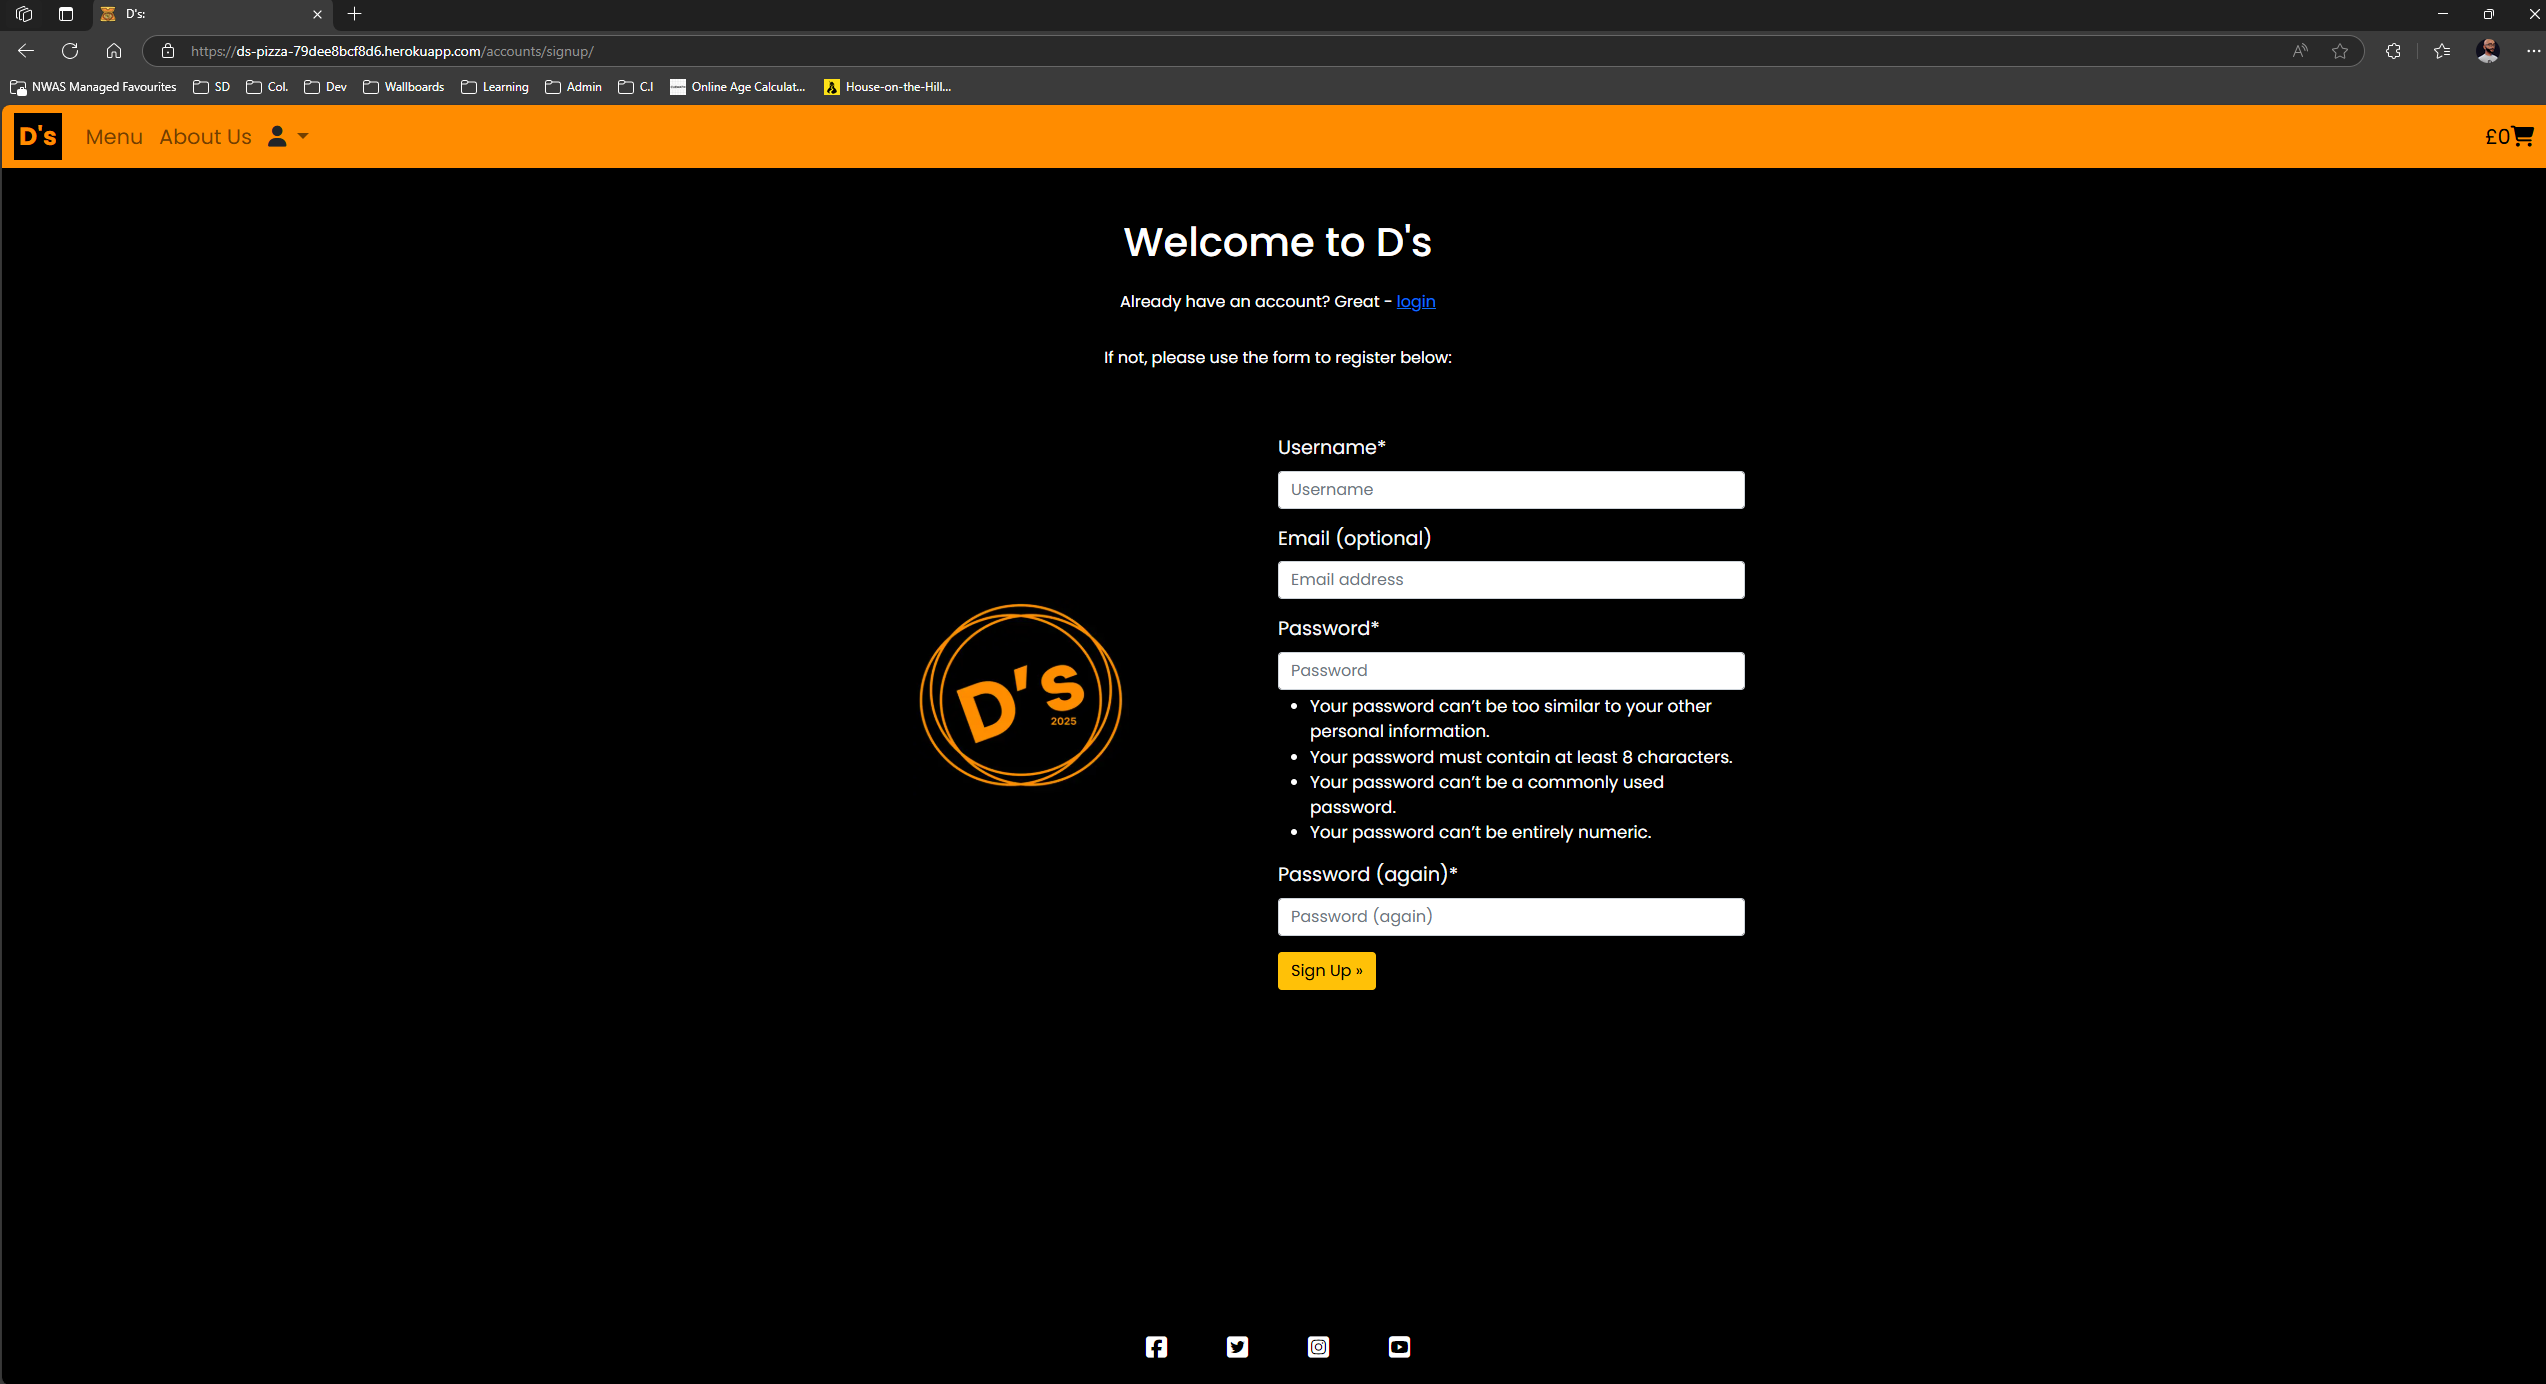 D's:
https://ds-pizza-79dee8bcf8d6.herokuapp.com/accounts/signup/
NWAS Managed Favourites SD Col. Dev Wallboards Learning Admin C.I Online Age Calculat... House-on-the-Hill...
D's Menu About Us £0
Welcome to D's
Already have an account? Great - login
If not, please use the form to register below:
Username*
Username
Email (optional)
Email address
Password*
Password
• Your password can’t be too similar to your other
personal information.
• Your password must contain at least 8 characters.
• Your password can’t be a commonly used
password.
• Your password can’t be entirely numeric.
Password (again)*
Password (again)
Sign Up »
D's
2025